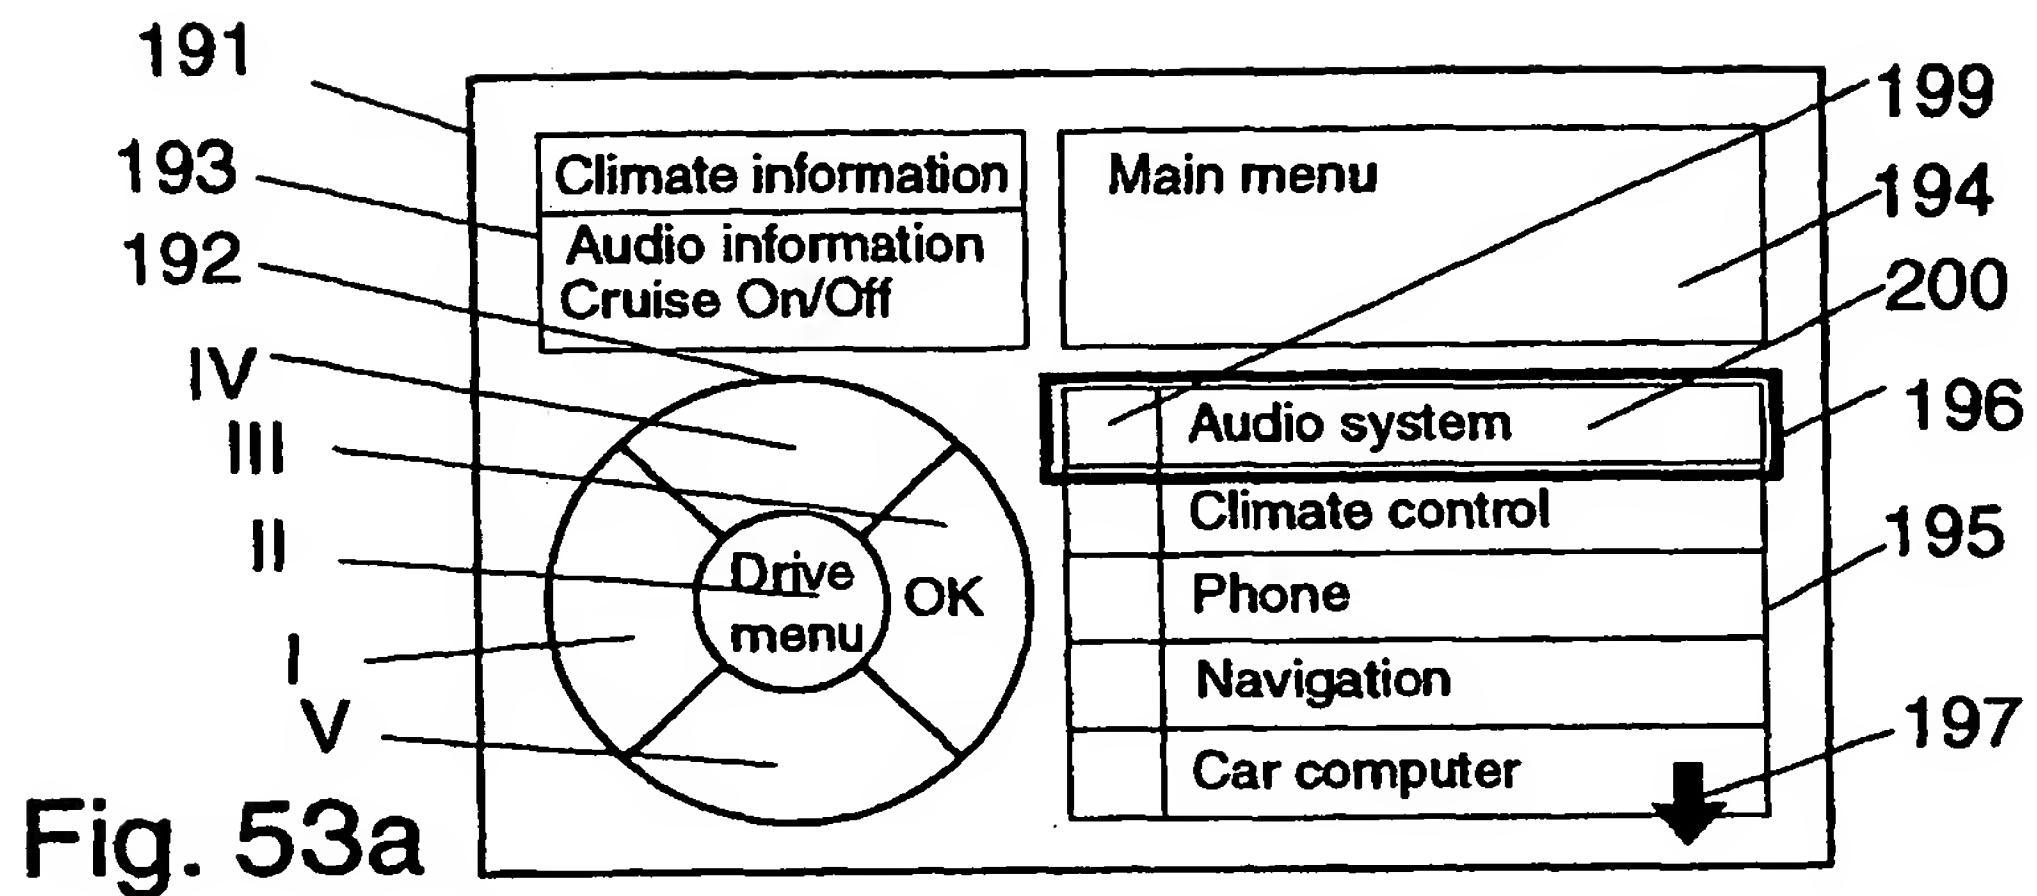 191
193
192
IV
III
II
I
V
Climate information
Audio information
Cruise On/Off
Drive
menu
OK
Main menu
Audio system
Climate control
Phone
Navigation
Car computer
199
194
200
196
195
197
Fig. 53a